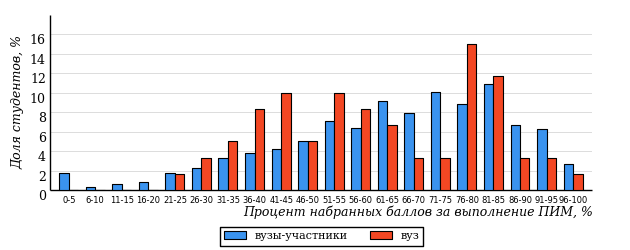 Доля студентов, %
16
14
12
10
8
6
4
2
0
0-5 6-10 11-15 16-20 21-25 26-30 31-35 36-40 41-45 46-50 51-55 56-60 61-65 66-70 71-75 76-80 81-85 86-90 91-95 96-100
Процент набранных баллов за выполнение ПИМ, %
вузы-участники вуз